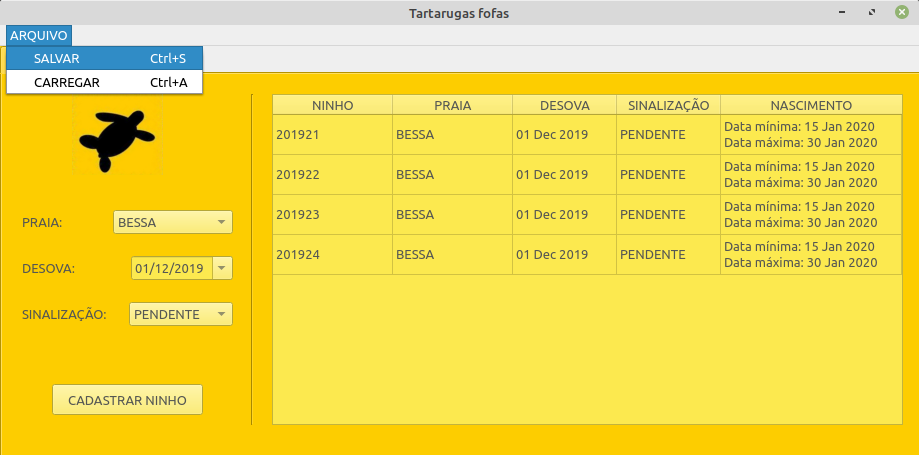 Tartarugas fofas
ARQUIVO
SALVAR Ctrl+S
CARREGAR Ctrl+A
PRAIA: BESSA
DESOVA: 01/12/2019
SINALIZAÇÃO: PENDENTE
CADASTRAR NINHO
NINHO PRAIA DESOVA SINALIZAÇÃO NASCIMENTO
201921 BESSA 01 Dec 2019 PENDENTE Data mínima: 15 Jan 2020
Data máxima: 30 Jan 2020
201922 BESSA 01 Dec 2019 PENDENTE Data mínima: 15 Jan 2020
Data máxima: 30 Jan 2020
201923 BESSA 01 Dec 2019 PENDENTE Data mínima: 15 Jan 2020
Data máxima: 30 Jan 2020
201924 BESSA 01 Dec 2019 PENDENTE Data mínima: 15 Jan 2020
Data máxima: 30 Jan 2020